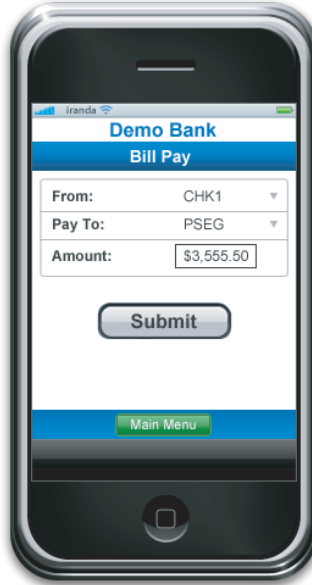 iranda
Demo Bank
Bill Pay
From: CHK1
Pay To: PSEG
Amount: $3,555.50
Submit
Main Menu